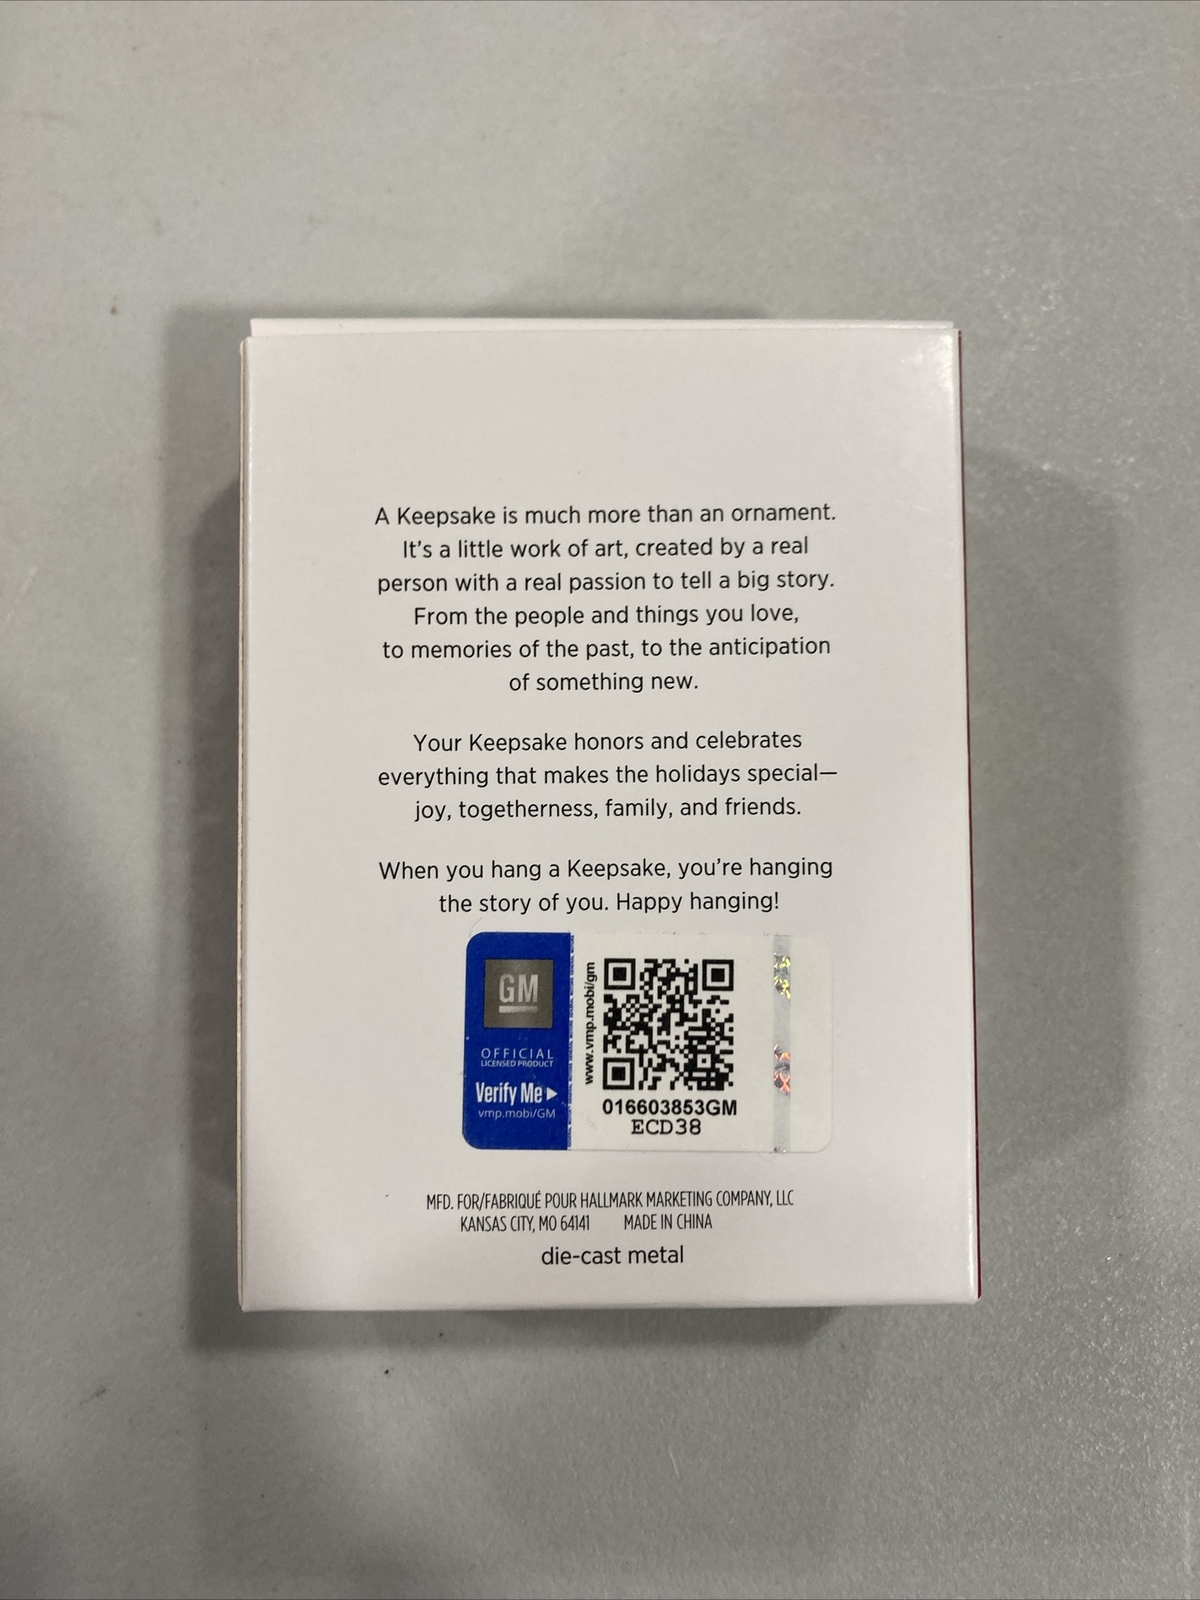 A Keepsake is much more than an ornament.
It's a little work of art, created by a real
person with a real passion to tell a big story.
From the people and things you love,
to memories of the past, to the anticipation
of something new.
Your Keepsake honors and celebrates
everything that makes the holidays special—
joy, togetherness, family, and friends.
When you hang a Keepsake, you're hanging
the story of you. Happy hanging!
GM
OFFICIAL
LICENSED PRODUCT
Verify Me
vmp.mobi/GM
www.vmp.mobi/gm
016603853GM
ECD38
MFD. FOR/FABRIQUÉ POUR HALLMARK MARKETING COMPANY, LLC
KANSAS CITY, MO 64141 MADE IN CHINA
die-cast metal